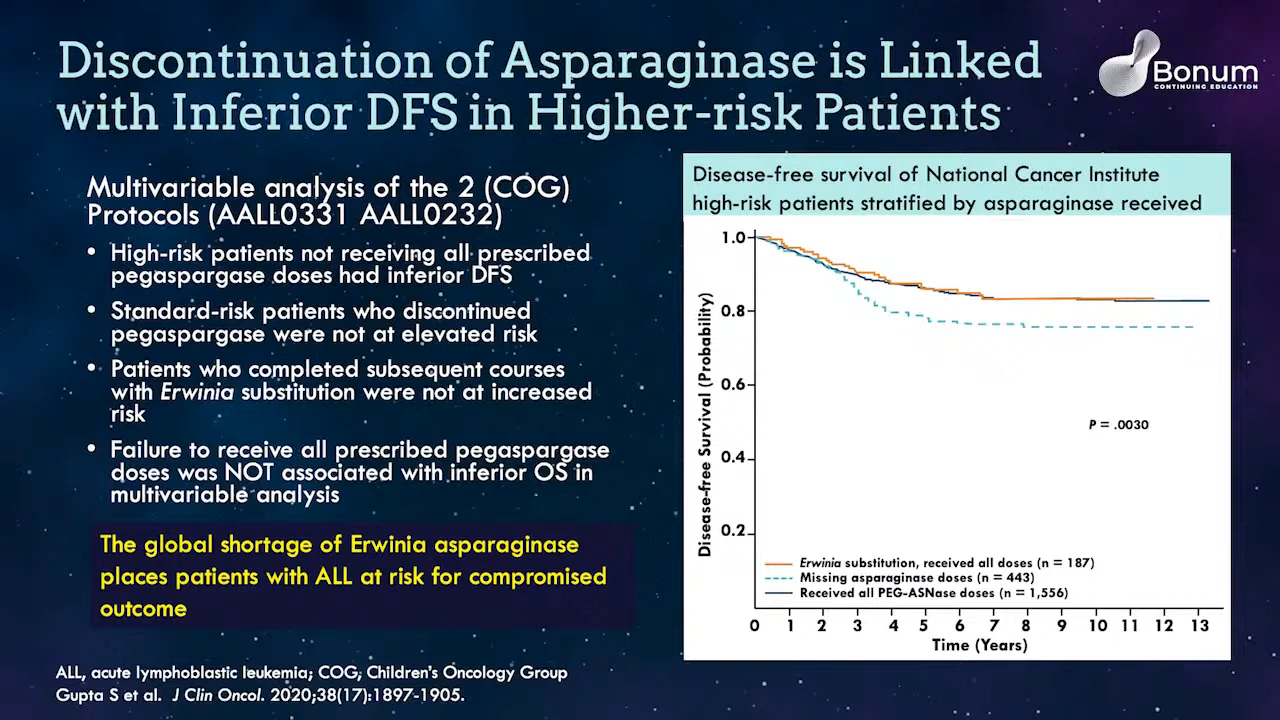 Discontinuation of Asparaginase is Linked
with Inferior DFS in Higher-risk Patients
Bonum
CONTINUING EDUCATION
Multivariable analysis of the 2 (COG)
Protocols (AALL0331 AALL0232)
• High-risk patients not receiving all prescribed
pegaspargase doses had inferior DFS
• Standard-risk patients who discontinued
pegaspargase were not at elevated risk
• Patients who completed subsequent courses
with Erwinia substitution were not at increased
risk
• Failure to receive all prescribed pegaspargase
doses was NOT associated with inferior OS in
multivariable analysis
The global shortage of Erwinia asparaginase
places patients with ALL at risk for compromised
outcome
ALL, acute lymphoblastic leukemia; COG, Children's Oncology Group
Gupta S et al. J Clin Oncol. 2020;38(17):1897-1905.
Disease-free survival of National Cancer Institute
high-risk patients stratified by asparaginase received
Disease-free Survival (Probability)
1.0
0.8
0.6
0.4
0.2
P = .0030
Erwinia substitution, received all doses (n = 187)
Missing asparaginase doses (n = 443)
Received all PEG-ASNase doses (n = 1,556)
0 1 2 3 4 5 6 7 8 9 10 11 12 13
Time (Years)